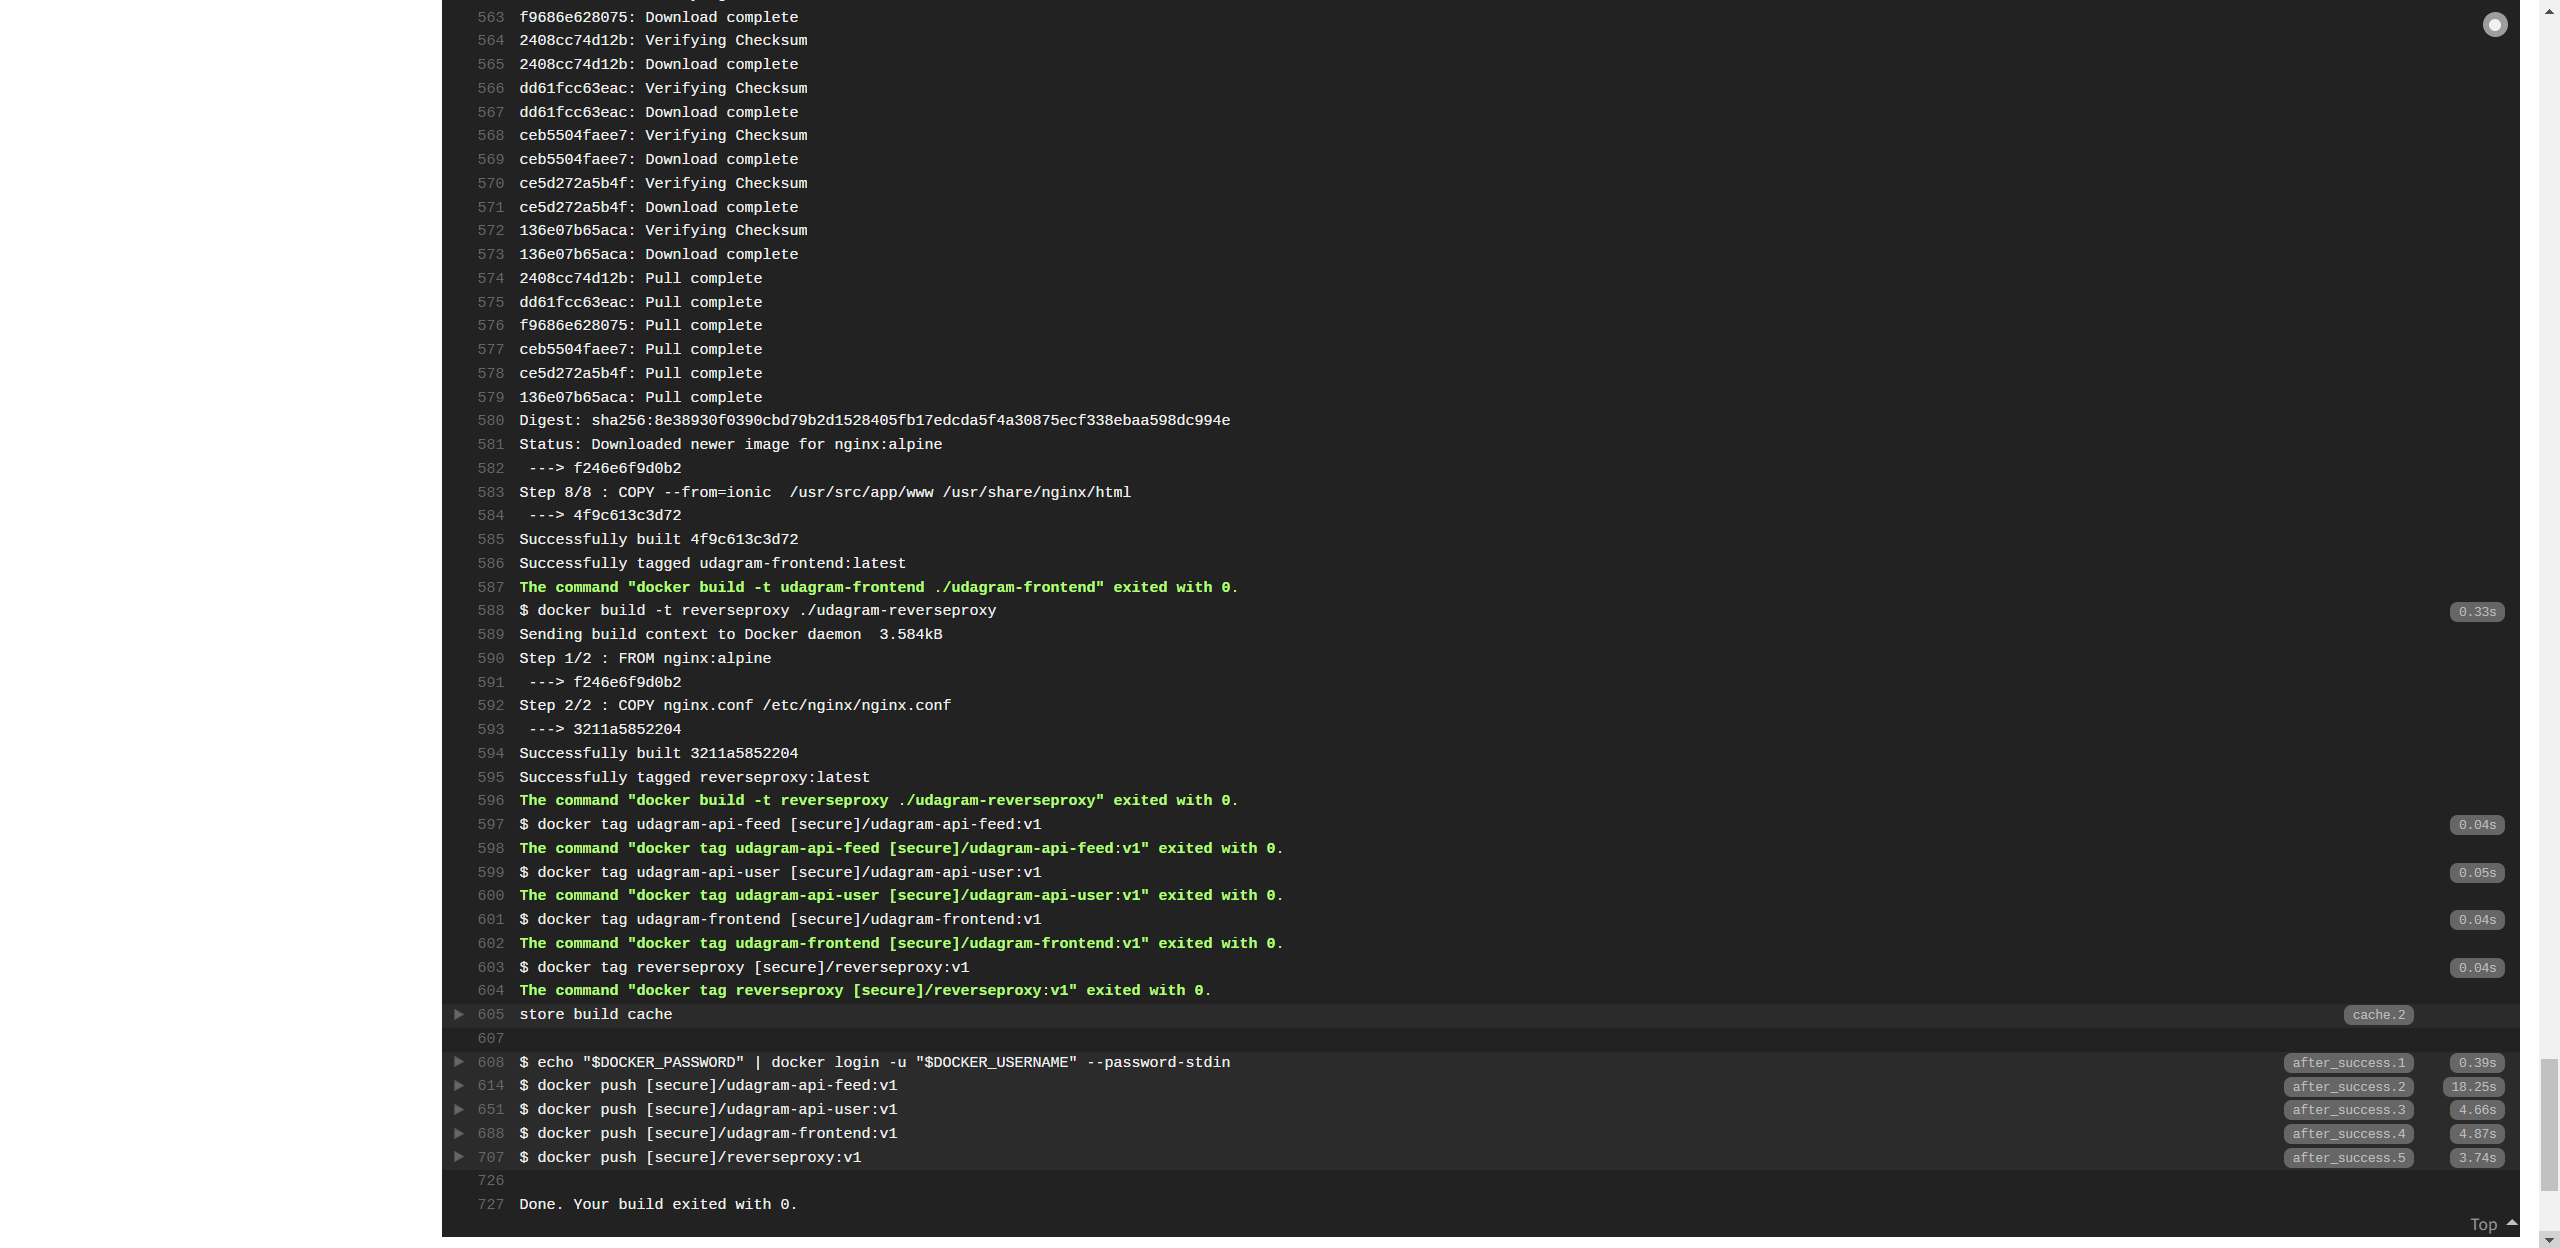 563 f9686e628075: Download complete
564 2408cc74d12b: Verifying Checksum
565 2408cc74d12b: Download complete
566 dd61fcc63eac: Verifying Checksum
567 dd61fcc63eac: Download complete
568 ceb5504faee7: Verifying Checksum
569 ceb5504faee7: Download complete
570 ce5d272a5b4f: Verifying Checksum
571 ce5d272a5b4f: Download complete
572 136e07b65aca: Verifying Checksum
573 136e07b65aca: Download complete
574 2408cc74d12b: Pull complete
575 dd61fcc63eac: Pull complete
576 f9686e628075: Pull complete
577 ceb5504faee7: Pull complete
578 ce5d272a5b4f: Pull complete
579 136e07b65aca: Pull complete
580 Digest: sha256:8e38930f0390cbd79b2d1528405fb17edcda5f4a30875ecf338ebaa598dc994e
581 Status: Downloaded newer image for nginx:alpine
582  ---> f246e6f9d0b2
583 Step 8/8 : COPY --from=ionic  /usr/src/app/www /usr/share/nginx/html
584  ---> 4f9c613c3d72
585 Successfully built 4f9c613c3d72
586 Successfully tagged udagram-frontend:latest
587 The command "docker build -t udagram-frontend ./udagram-frontend" exited with 0.
588 $ docker build -t reverseproxy ./udagram-reverseproxy 0.33s
589 Sending build context to Docker daemon  3.584kB
590 Step 1/2 : FROM nginx:alpine
591  ---> f246e6f9d0b2
592 Step 2/2 : COPY nginx.conf /etc/nginx/nginx.conf
593  ---> 3211a5852204
594 Successfully built 3211a5852204
595 Successfully tagged reverseproxy:latest
596 The command "docker build -t reverseproxy ./udagram-reverseproxy" exited with 0.
597 $ docker tag udagram-api-feed [secure]/udagram-api-feed:v1 0.04s
598 The command "docker tag udagram-api-feed [secure]/udagram-api-feed:v1" exited with 0.
599 $ docker tag udagram-api-user [secure]/udagram-api-user:v1 0.05s
600 The command "docker tag udagram-api-user [secure]/udagram-api-user:v1" exited with 0.
601 $ docker tag udagram-frontend [secure]/udagram-frontend:v1 0.04s
602 The command "docker tag udagram-frontend [secure]/udagram-frontend:v1" exited with 0.
603 $ docker tag reverseproxy [secure]/reverseproxy:v1 0.04s
604 The command "docker tag reverseproxy [secure]/reverseproxy:v1" exited with 0.
605 store build cache cache.2
607
608 $ echo "$DOCKER_PASSWORD" | docker login -u "$DOCKER_USERNAME" --password-stdin after_success.1 0.39s
614 $ docker push [secure]/udagram-api-feed:v1 after_success.2 18.25s
651 $ docker push [secure]/udagram-api-user:v1 after_success.3 4.66s
688 $ docker push [secure]/udagram-frontend:v1 after_success.4 4.87s
707 $ docker push [secure]/reverseproxy:v1 after_success.5 3.74s
726
727 Done. Your build exited with 0.
Top